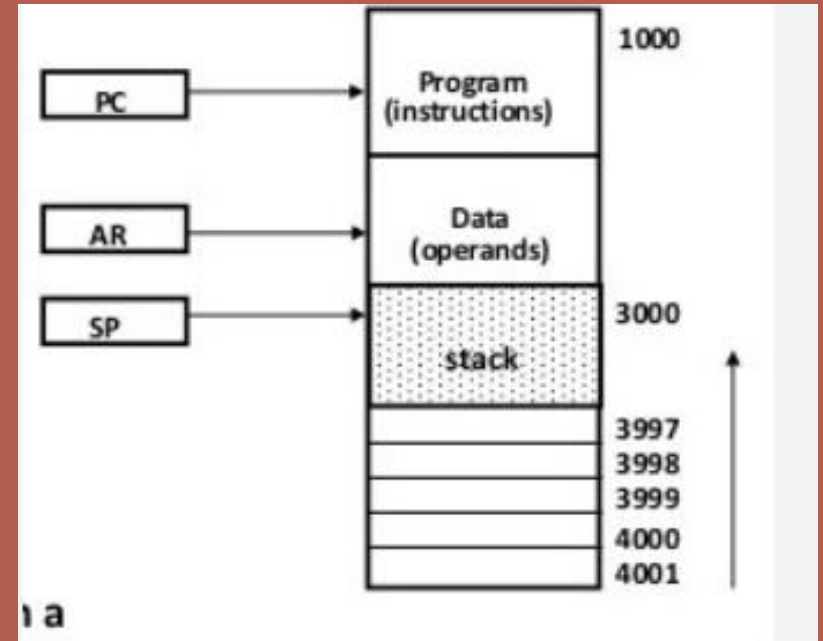 1000
Program
(instructions)
PC
Data
(operands)
AR
3000
SP
stack
3997
3998
3999
4000
4001
a